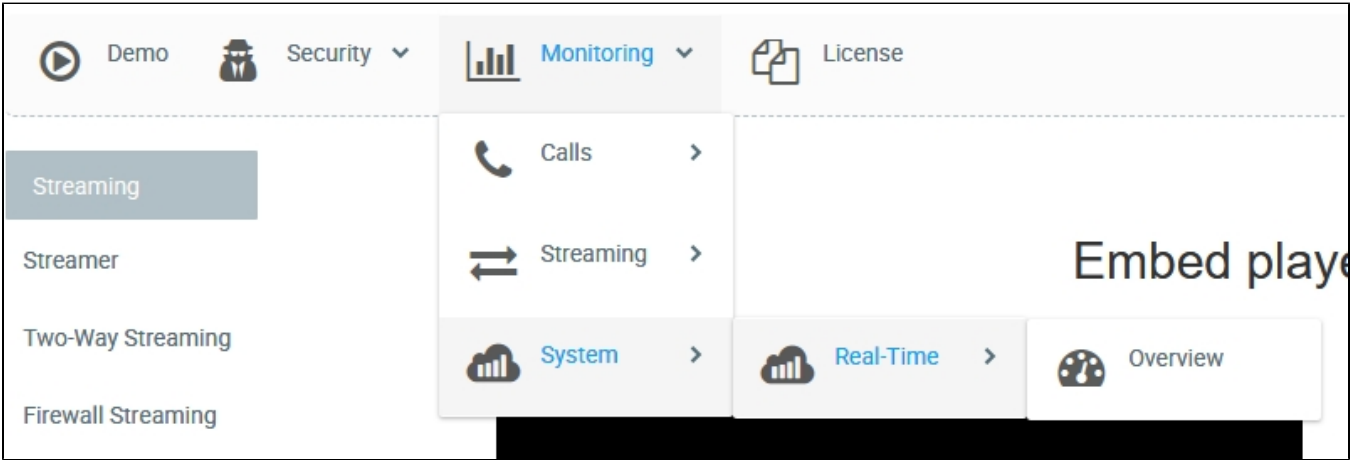 Demo Security Monitoring License
Calls
Streaming
Streaming
Streamer
Embed playe
Two-Way Streaming
System Real-Time Overview
Firewall Streaming